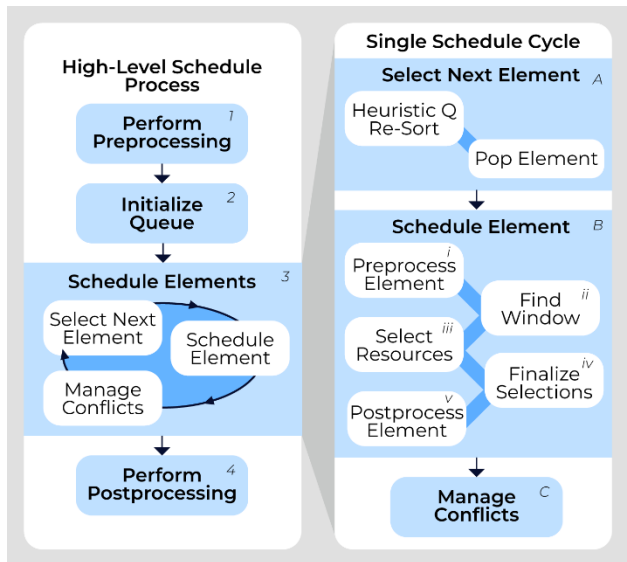 High-Level Schedule
Process
1
Perform
Preprocessing
2
Initialize
Queue
Schedule Elements
3
Select Next
Element
Schedule
Element
Manage
Conflicts
4
Perform
Postprocessing
Single Schedule Cycle
Select Next Element
A
Heuristic Q
Re-Sort
Pop Element
Schedule Element
B
i
Preprocess
Element
ii
Find
Window
iii
Select
Resources
iv
Finalize
Selections
v
Postprocess
Element
C
Manage
Conflicts